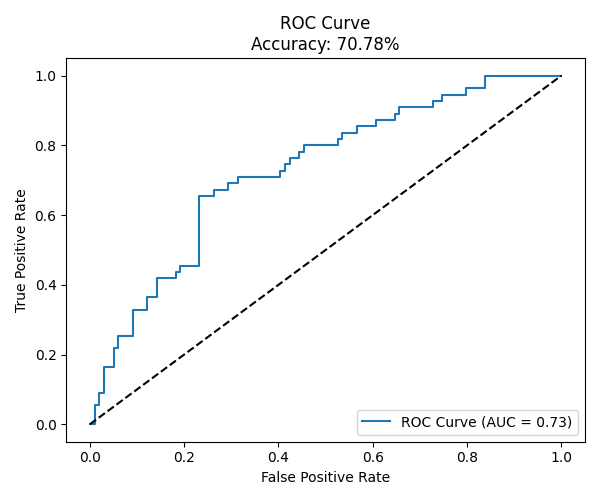 ROC Curve
Accuracy: 70.78%
True Positive Rate
1.0
0.8
0.6
0.4
0.2
0.0
ROC Curve (AUC = 0.73)
0.0 0.2 0.4 0.6 0.8 1.0
False Positive Rate